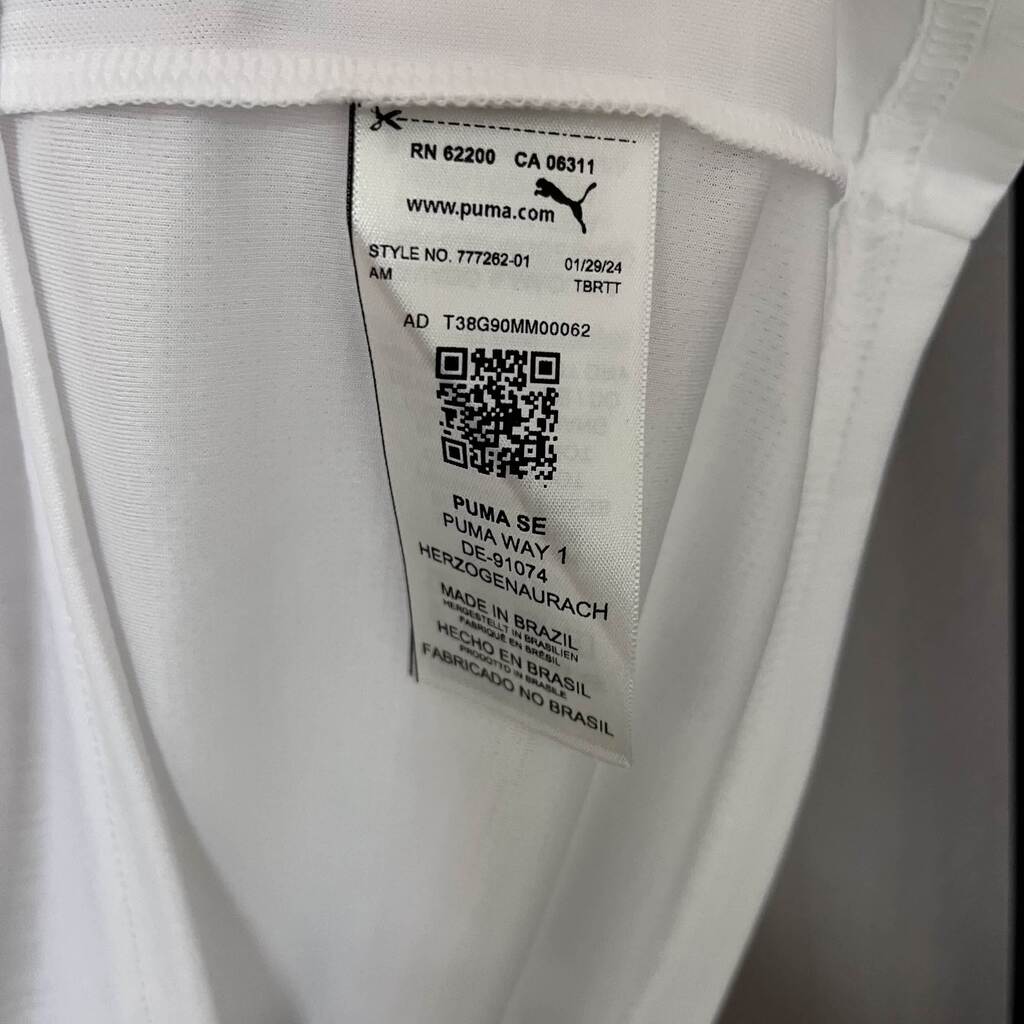 RN 62200 CA 06311
www.puma.com
STYLE NO. 777262-01 01/29/24
AM TBRTT
AD T38G90MM00062
PUMA SE
PUMA WAY 1
DE-91074
HERZOGENAURACH
MADE IN BRAZIL
HERGESTELLT IN BRASILIEN
FABRIQUÉ EN BRÉSIL
HECHO EN BRASIL
PRODOTTO IN BRASILE
FABRICADO NO BRASIL